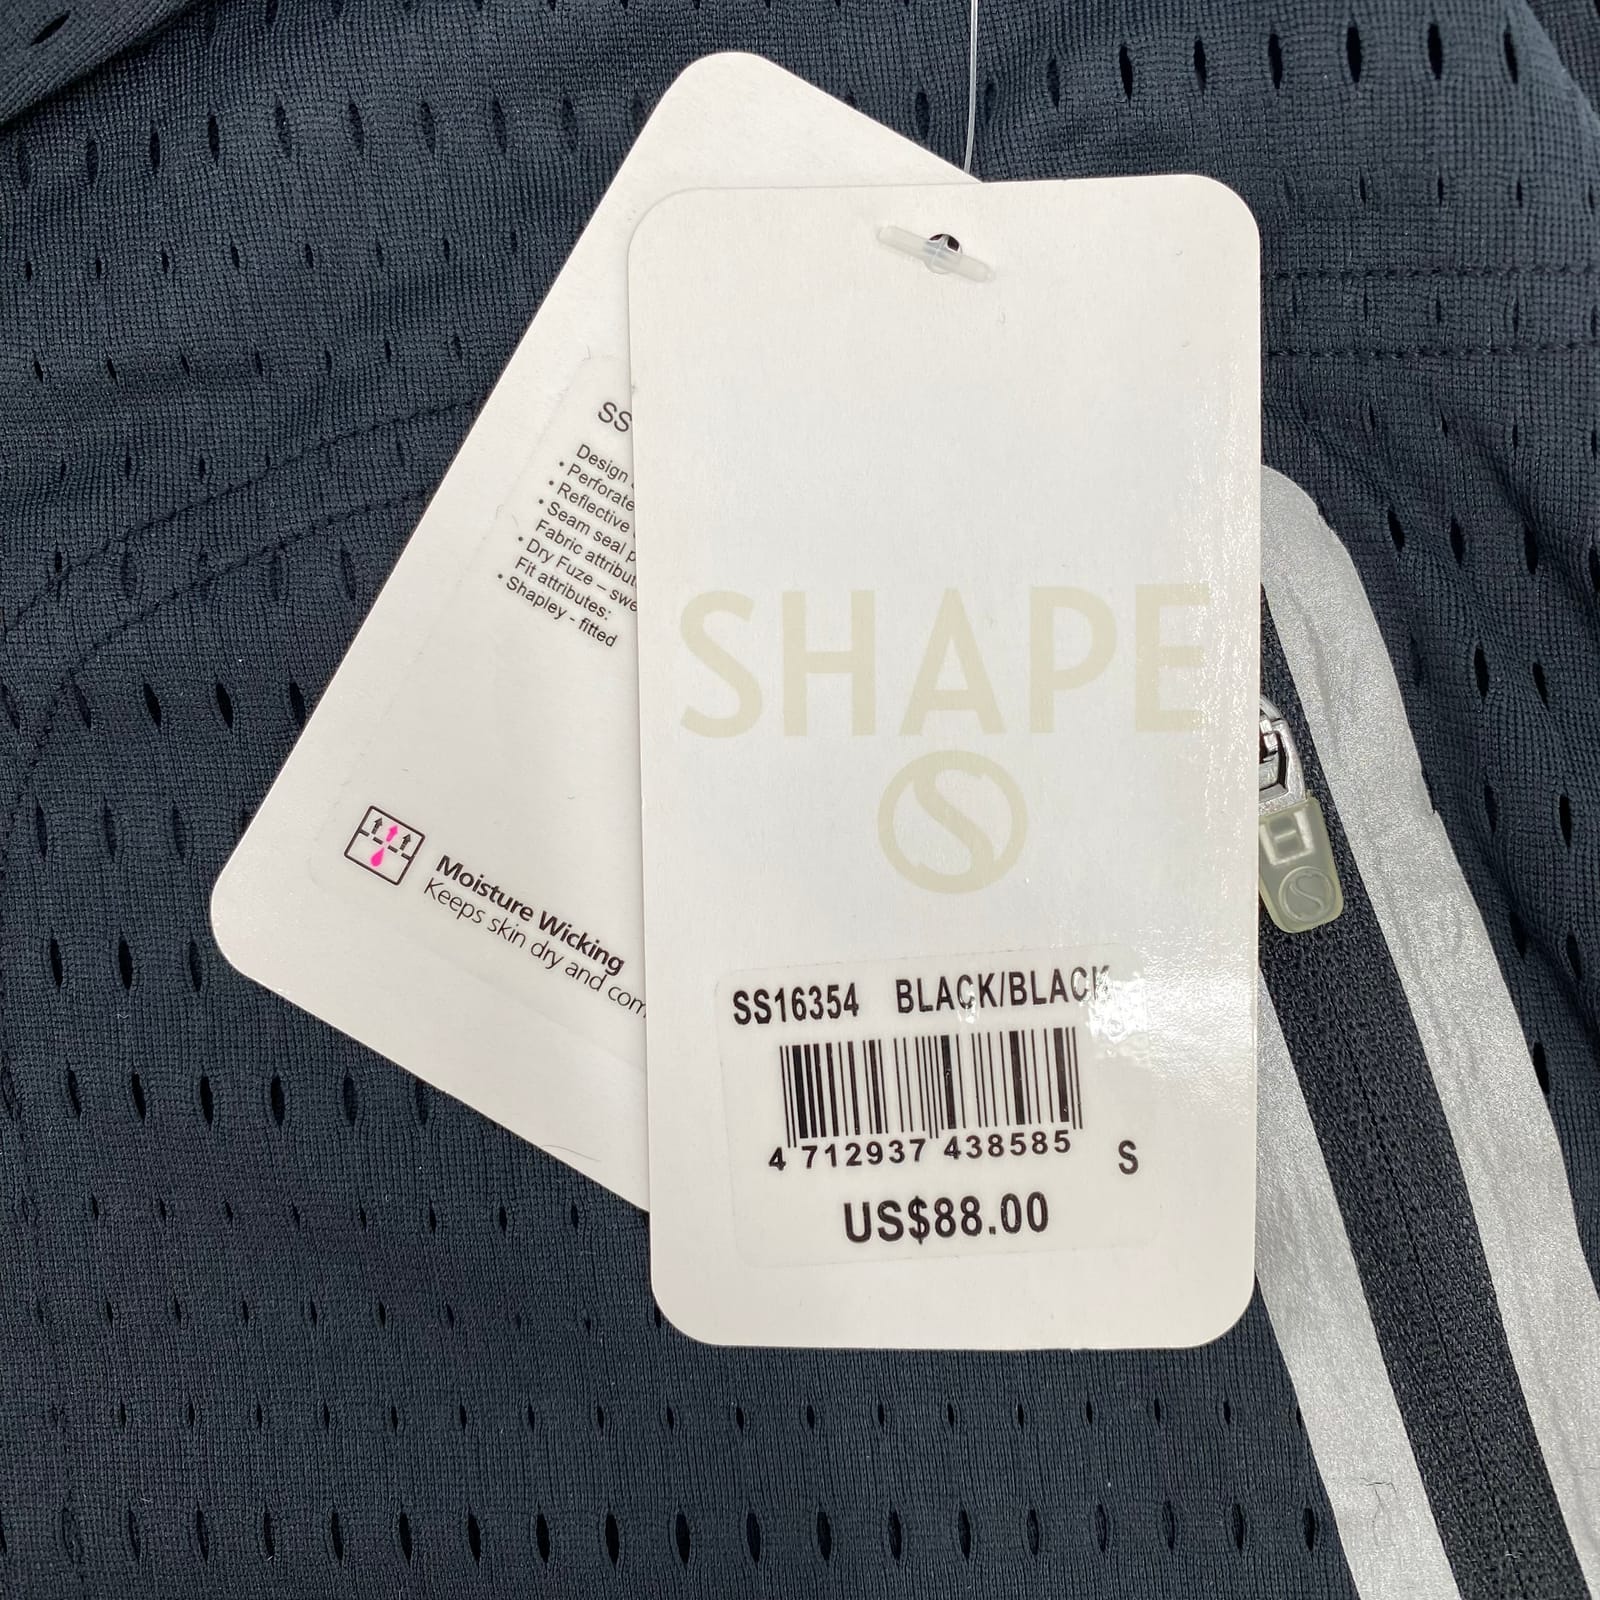 SS
Design
• Perforate
• Reflective
• Seam seal p
Fabric attribut
• Dry Fuze – swe
Fit attributes:
• Shapley - fitted
Moisture Wicking
Keeps skin dry and com
SHAPE
S
SS16354 BLACK/BLACK
4 712937 438585
S
US$88.00